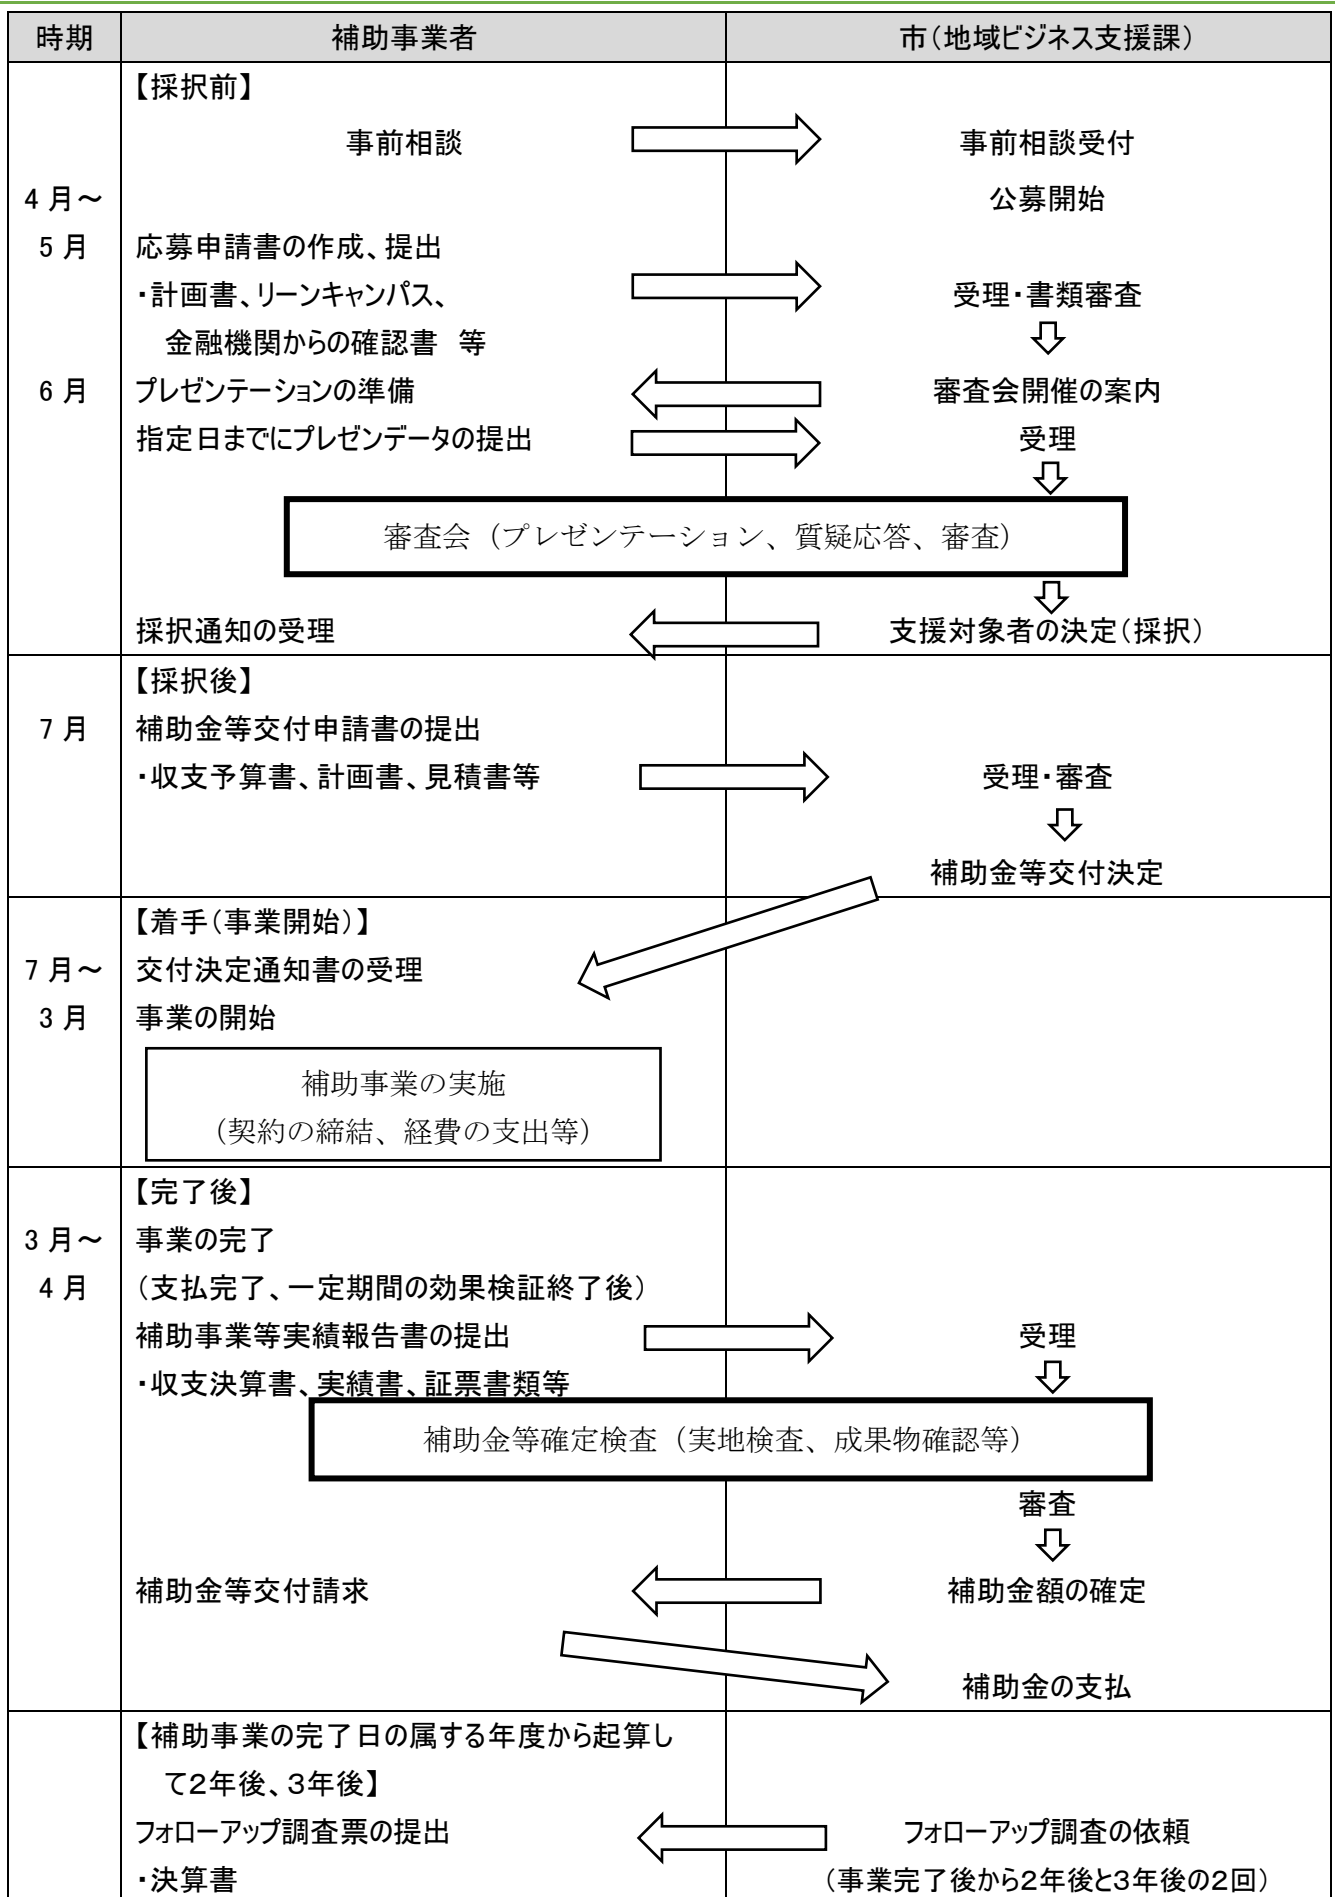 時期 補助事業者 市（地域ビジネス支援課）
【採択前】
事前相談 事前相談受付
4月～ 公募開始
5月 応募申請書の作成、提出
・計画書、リーンキャンパス、 受理・書類審査
金融機関からの確認書　等
6月 プレゼンテーションの準備 審査会開催の案内
指定日までにプレゼンデータの提出 受理
審査会（プレゼンテーション、質疑応答、審査）
採択通知の受理 支援対象者の決定（採択）
【採択後】
7月 補助金等交付申請書の提出
・収支予算書、計画書、見積書等 受理・審査
補助金等交付決定
【着手（事業開始）】
7月～ 交付決定通知書の受理
3月 事業の開始
補助事業の実施
（契約の締結、経費の支出等）
【完了後】
3月～ 事業の完了
4月 （支払完了、一定期間の効果検証終了後）
補助事業等実績報告書の提出 受理
・収支決算書、実績書、証票書類等
補助金等確定検査（実地検査、成果物確認等）
審査
補助金等交付請求 補助金額の確定
補助金の支払
【補助事業の完了日の属する年度から起算し
て２年後、３年後】
フォローアップ調査票の提出 フォローアップ調査の依頼
・決算書 （事業完了後から２年後と３年後の２回）